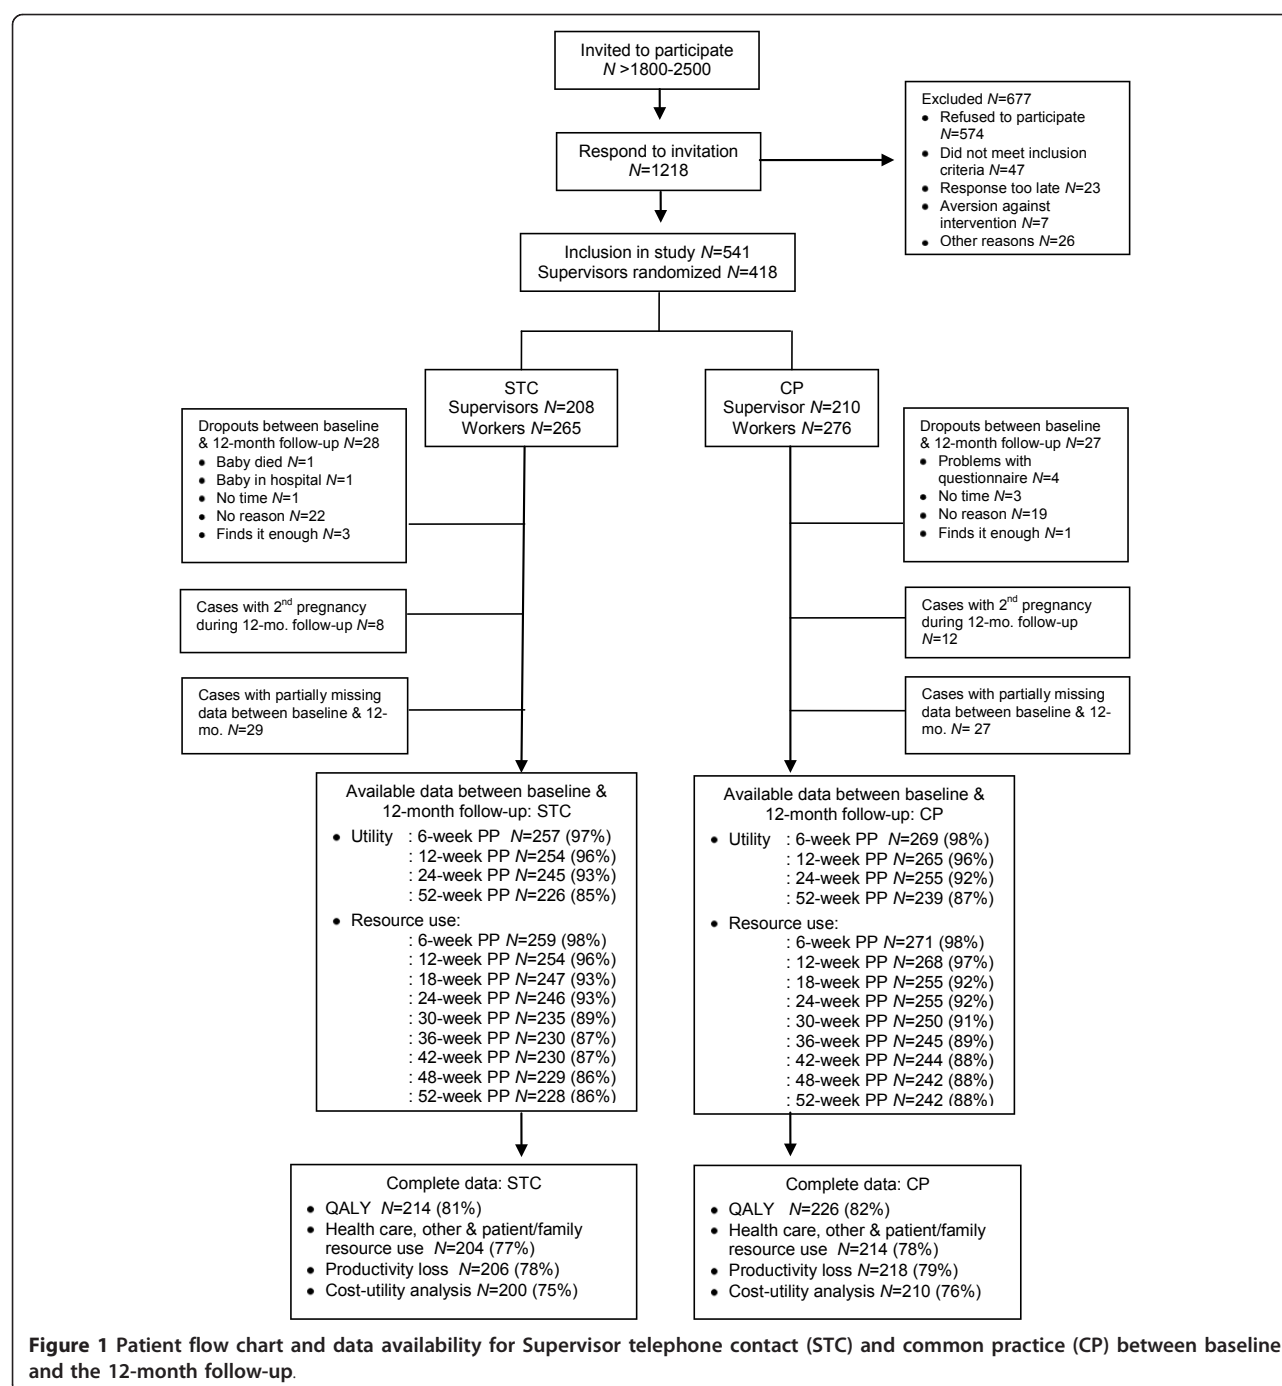 Invited to participate
N >1800-2500
Excluded N=677
• Refused to participate
N=574
• Did not meet inclusion
criteria N=47
• Response too late N=23
• Aversion against
intervention N=7
• Other reasons N=26
Respond to invitation
N=1218
Inclusion in study N=541
Supervisors randomized N=418
STC
Supervisors N=208
Workers N=265
CP
Supervisor N=210
Workers N=276
Dropouts between baseline
& 12-month follow-up N=28
• Baby died N=1
• Baby in hospital N=1
• No time N=1
• No reason N=22
• Finds it enough N=3
Dropouts between baseline
& 12-month follow-up N=27
• Problems with
questionnaire N=4
• No time N=3
• No reason N=19
• Finds it enough N=1
Cases with 2nd pregnancy
during 12-mo. follow-up N=8
Cases with 2nd pregnancy
during 12-mo. follow-up
N=12
Cases with partially missing
data between baseline & 12-
mo. N=29
Cases with partially missing
data between baseline & 12-
mo. N= 27
Available data between baseline &
12-month follow-up: STC
• Utility : 6-week PP N=257 (97%)
: 12-week PP N=254 (96%)
: 24-week PP N=245 (93%)
: 52-week PP N=226 (85%)
• Resource use:
: 6-week PP N=259 (98%)
: 12-week PP N=254 (96%)
: 18-week PP N=247 (93%)
: 24-week PP N=246 (93%)
: 30-week PP N=235 (89%)
: 36-week PP N=230 (87%)
: 42-week PP N=230 (87%)
: 48-week PP N=229 (86%)
: 52-week PP N=228 (86%)
Available data between baseline &
12-month follow-up: CP
• Utility : 6-week PP N=269 (98%)
: 12-week PP N=265 (96%)
: 24-week PP N=255 (92%)
: 52-week PP N=239 (87%)
• Resource use:
: 6-week PP N=271 (98%)
: 12-week PP N=268 (97%)
: 18-week PP N=255 (92%)
: 24-week PP N=255 (92%)
: 30-week PP N=250 (91%)
: 36-week PP N=245 (89%)
: 42-week PP N=244 (88%)
: 48-week PP N=242 (88%)
: 52-week PP N=242 (88%)
Complete data: STC
• QALY N=214 (81%)
• Health care, other & patient/family
resource use N=204 (77%)
• Productivity loss N=206 (78%)
• Cost-utility analysis N=200 (75%)
Complete data: CP
• QALY N=226 (82%)
• Health care, other & patient/family
resource use N=214 (78%)
• Productivity loss N=218 (79%)
• Cost-utility analysis N=210 (76%)
Figure 1 Patient flow chart and data availability for Supervisor telephone contact (STC) and common practice (CP) between baseline
and the 12-month follow-up.